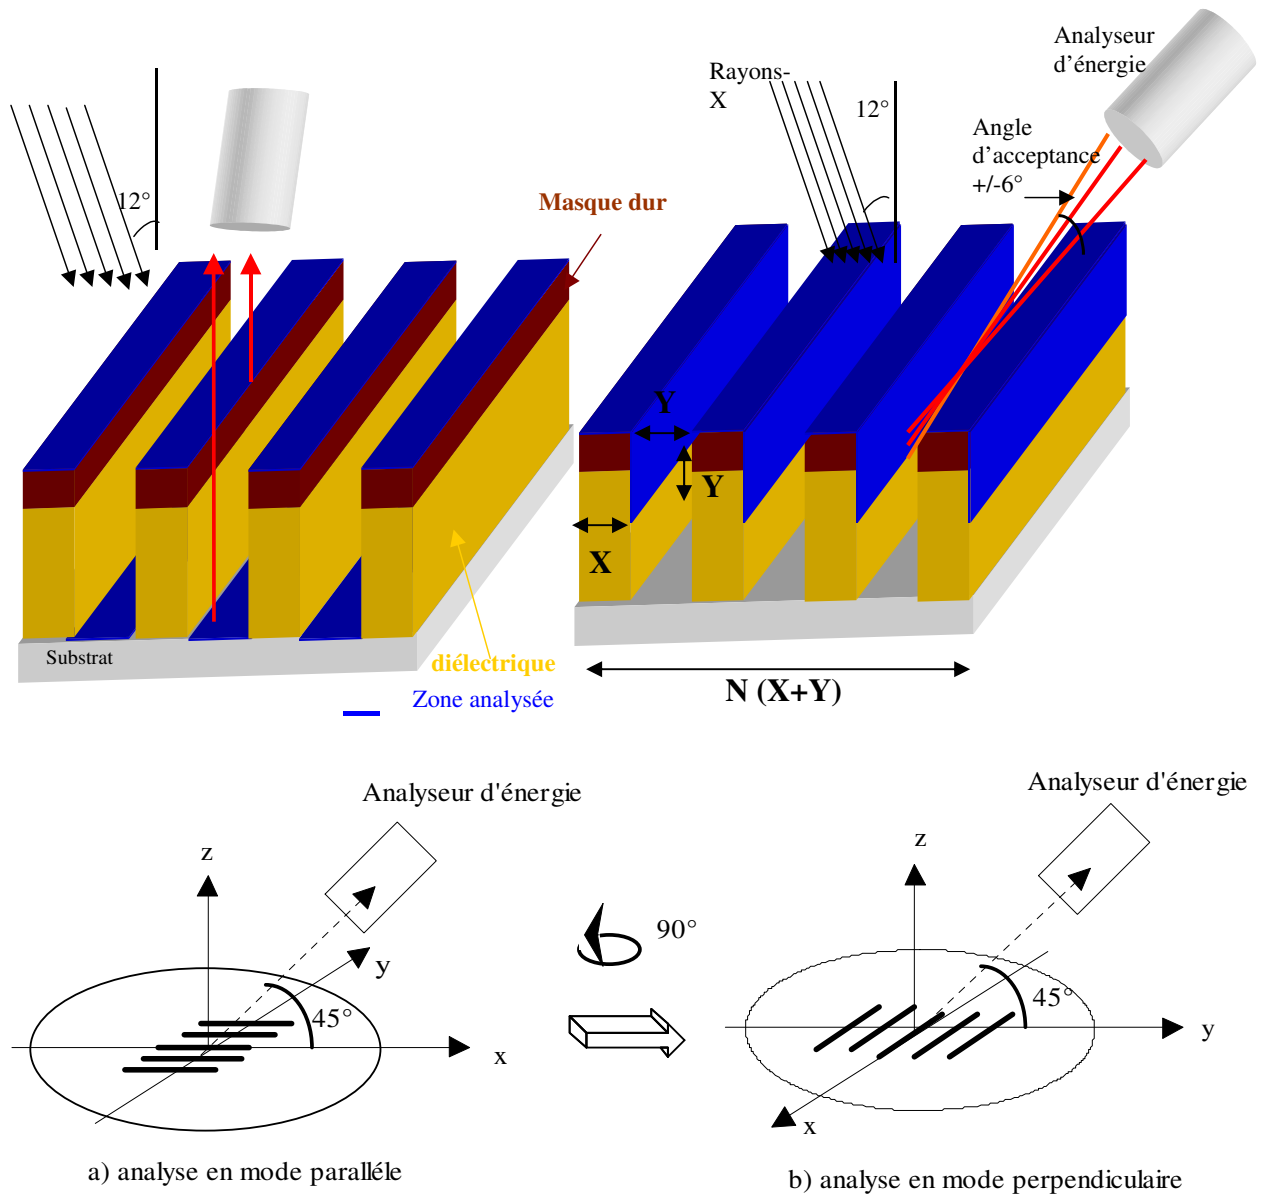 Analyseur
d'énergie
Rayons-
X
12°
Angle
d'acceptance
+/-6°
12°
Masque dur
Y
Y
X
Substrat
diélectrique
Zone analysée
N (X+Y)
Analyseur d'énergie
Analyseur d'énergie
z
z
90°
y
45°
45°
x
y
x
a) analyse en mode paralléle
b) analyse en mode perpendiculaire